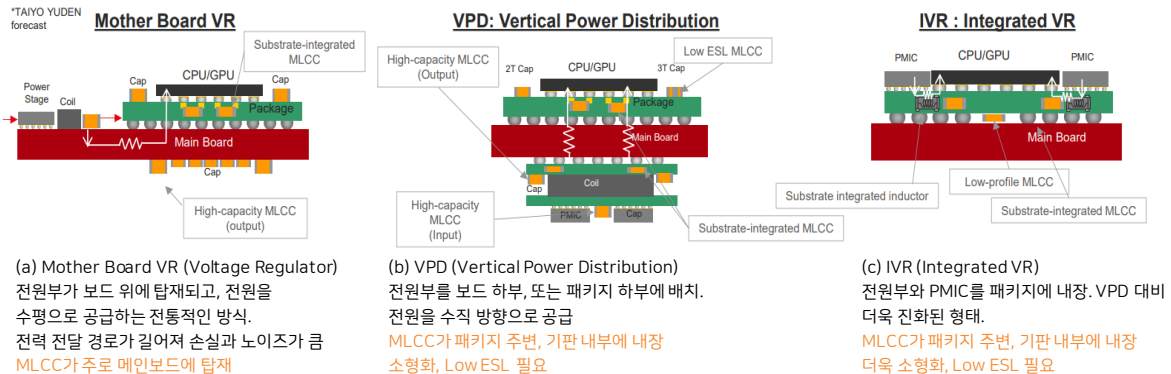 *TAIYO YUDEN
forecast
Mother Board VR
Substrate-integrated
MLCC
CPU/GPU
Cap
Cap
Power
Stage
Coil
Package
Main Board
Cap
High-capacity MLCC
(output)
(a) Mother Board VR (Voltage Regulator)
전원부가 보드 위에 탑재되고, 전원을
수평으로 공급하는 전통적인 방식.
전력 전달 경로가 길어져 손실과 노이즈가 큼
MLCC가 주로 메인보드에 탑재
VPD: Vertical Power Distribution
High-capacity MLCC
(Output)
Low ESL MLCC
2T Cap
CPU/GPU
3T Cap
Package
Main Board
Coil
Cap
Cap
High-capacity
MLCC
(Input)
PMIC
Cap
Substrate-integrated MLCC
(b) VPD (Vertical Power Distribution)
전원부를 보드 하부, 또는 패키지 하부에 배치.
전원을 수직 방향으로 공급
MLCC가 패키지 주변, 기판 내부에 내장
소형화, Low ESL 필요
IVR : Integrated VR
PMIC
CPU/GPU
PMIC
Package
Main Board
Substrate integrated inductor
Low-profile MLCC
Substrate-integrated MLCC
(c) IVR (Integrated VR)
전원부와 PMIC를 패키지에 내장. VPD 대비
더욱 진화된 형태.
MLCC가 패키지 주변, 기판 내부에 내장
더욱 소형화, Low ESL 필요